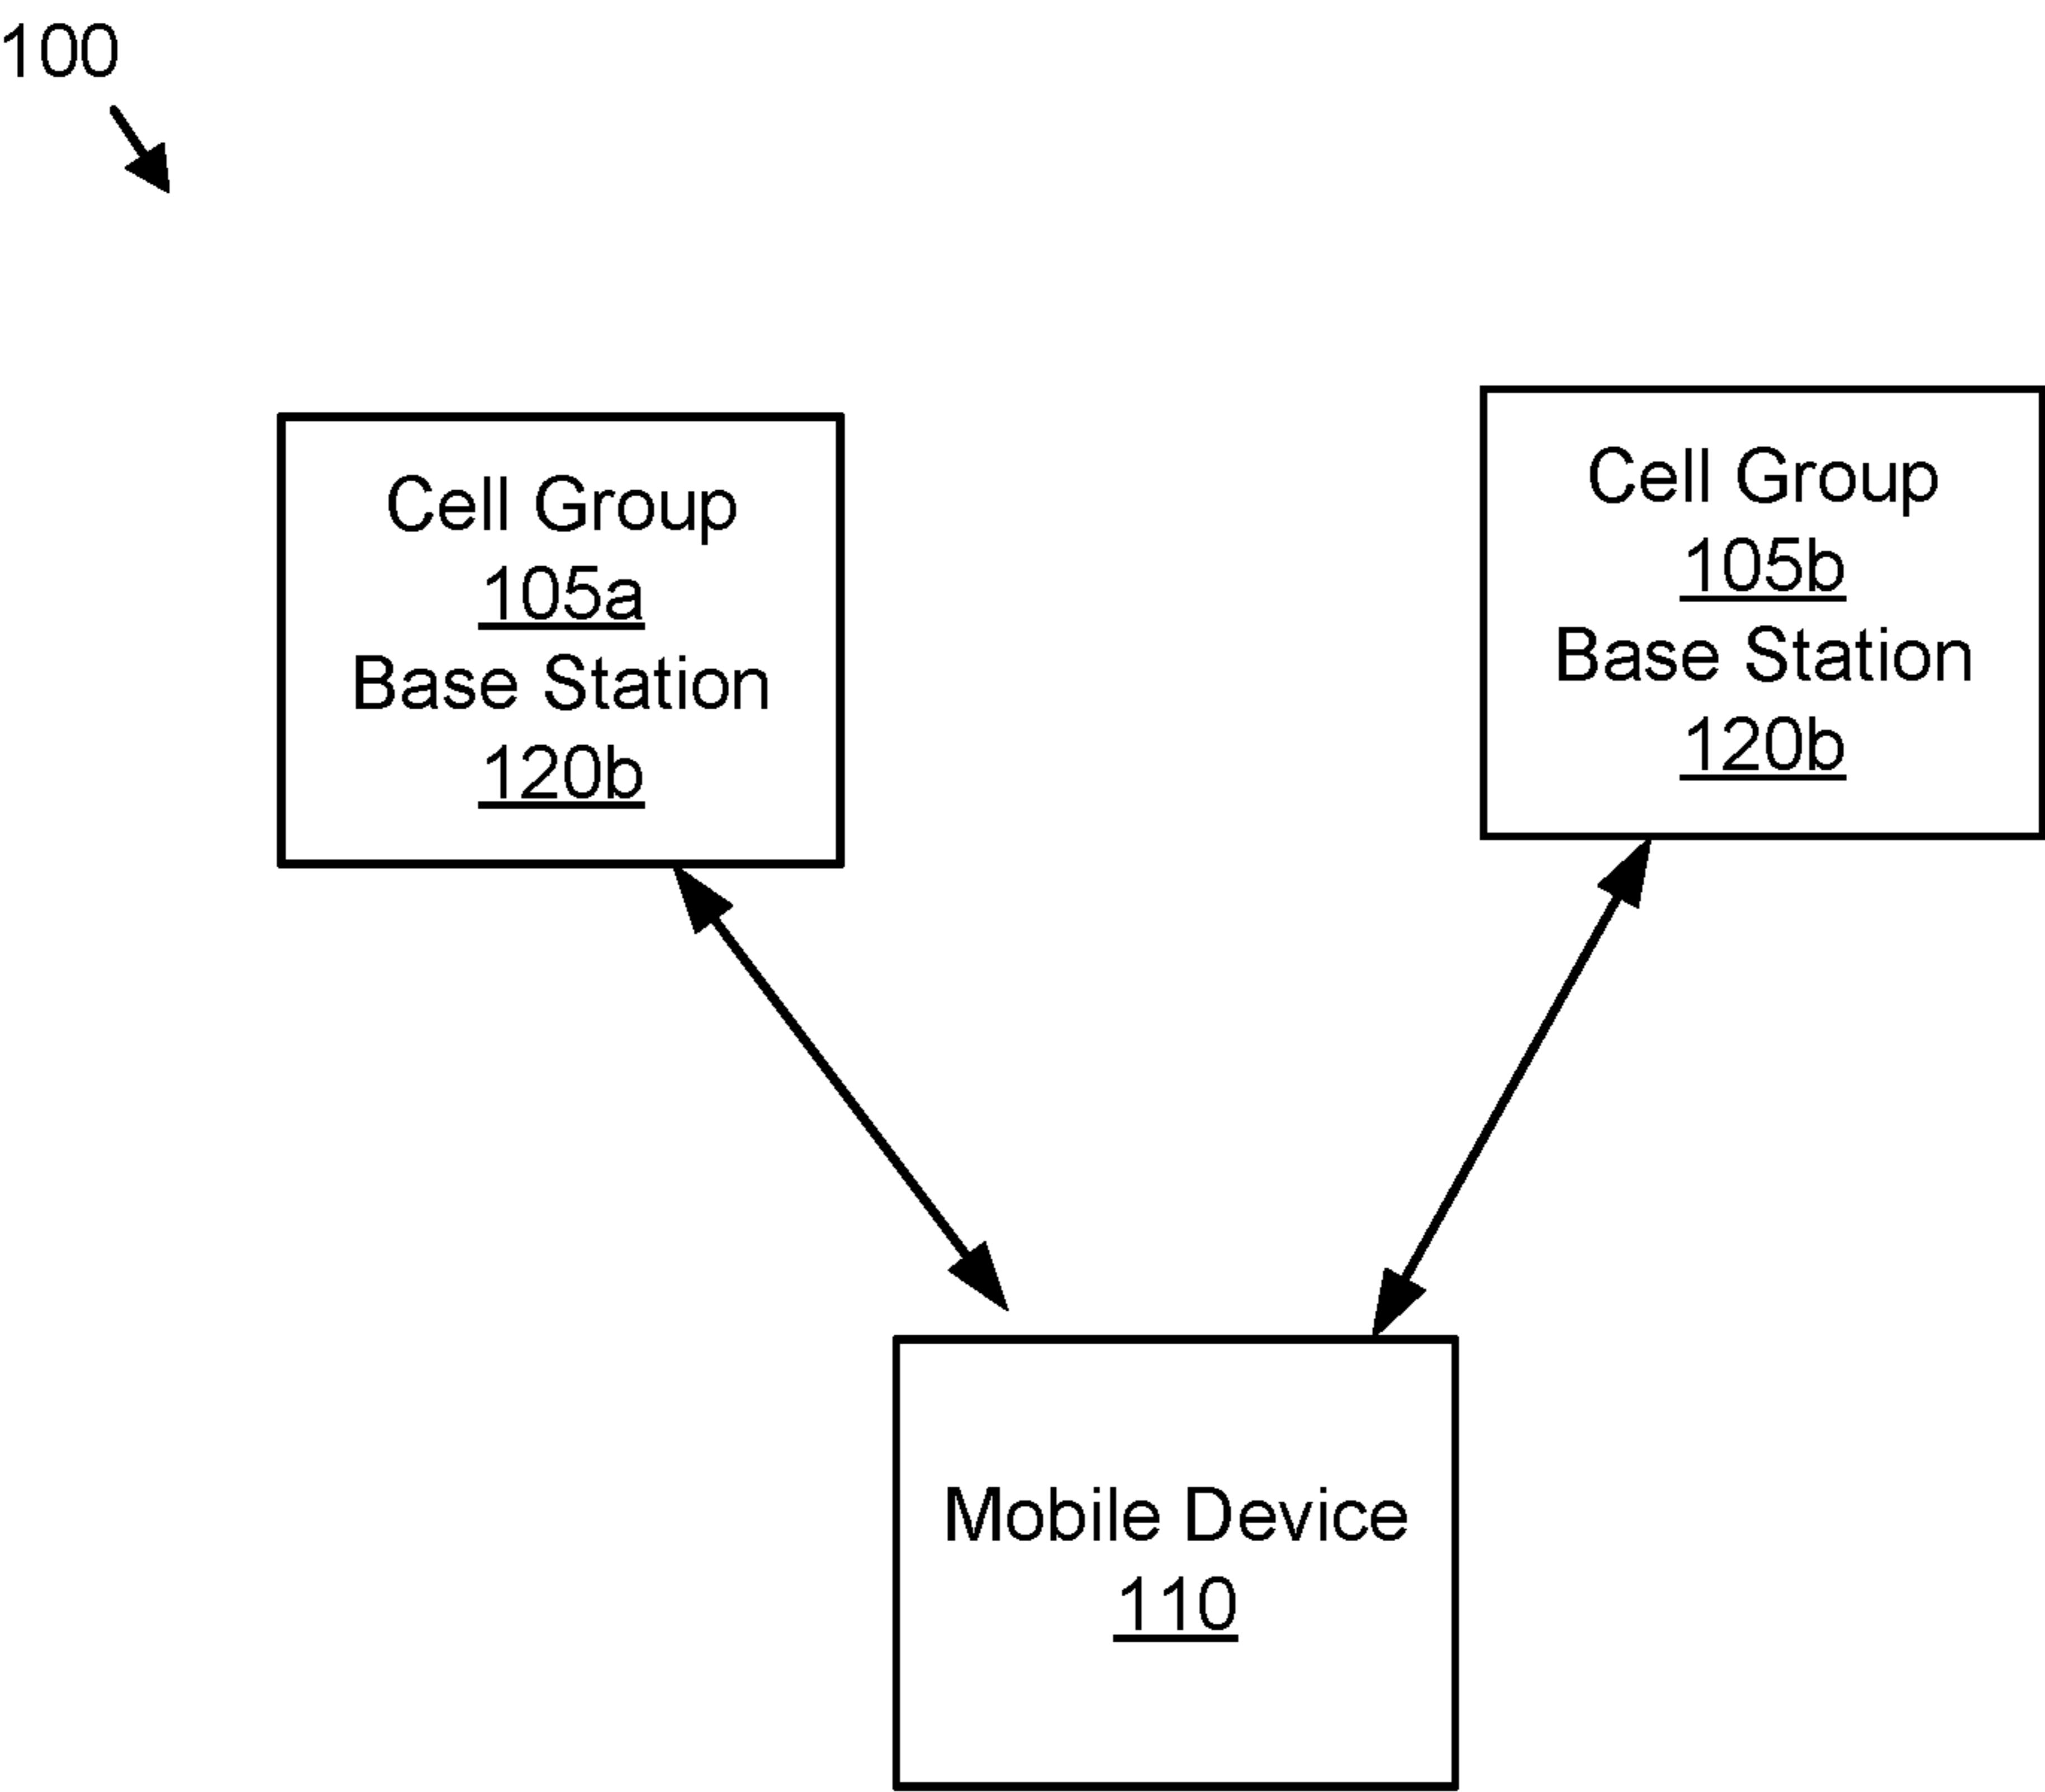 100
Cell Group
105a
Base Station
120b
Cell Group
105b
Base Station
120b
Mobile Device
110